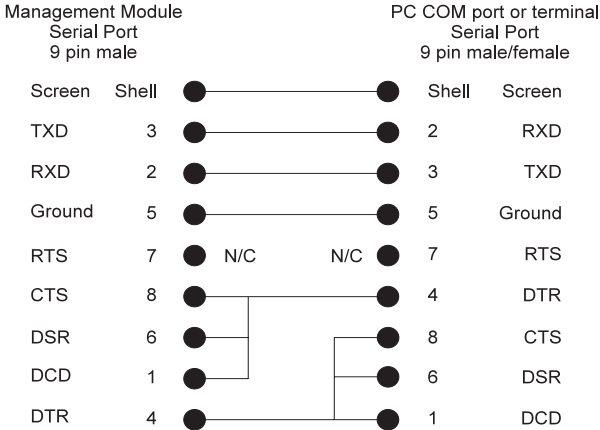 Management Module PC COM port or terminal
Serial Port Serial Port
9 pin male 9 pin male/female
Screen Shell Shell Screen
TXD 3 2 RXD
RXD 2 3 TXD
Ground 5 5 Ground
RTS 7 N/C N/C 7 RTS
CTS 8 4 DTR
DSR 6 8 CTS
DCD 1 6 DSR
DTR 4 1 DCD